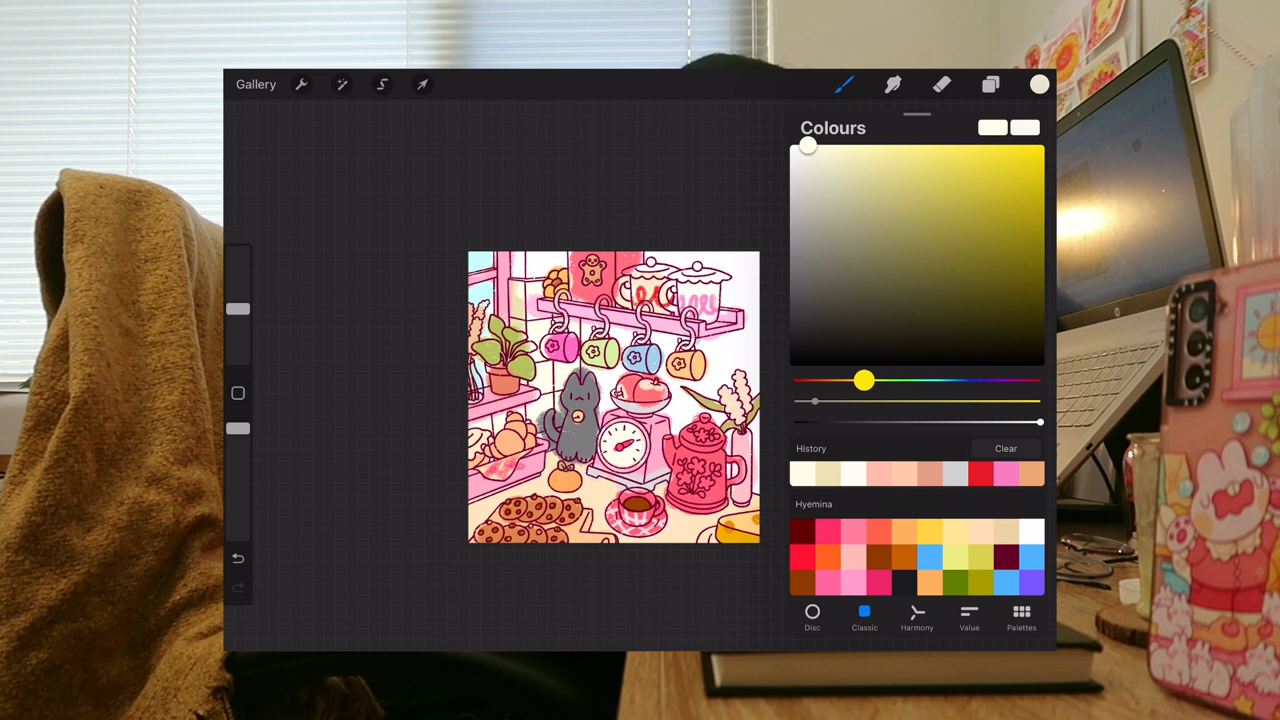 Gallery
Colours
History
Clear
Hyemina
Disc
Classic
Harmony
Value
Palettes